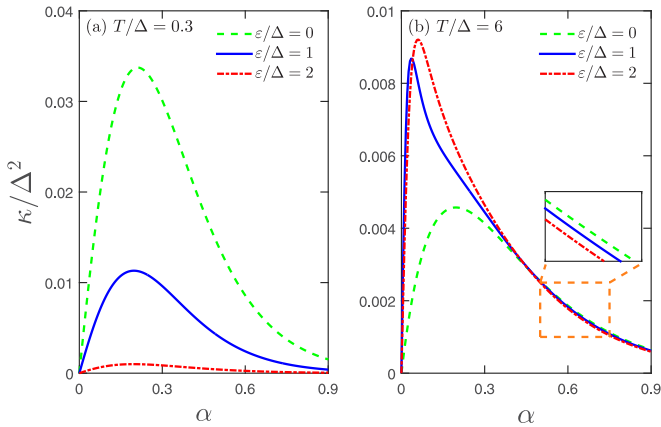 (a) T/Δ = 0.3
ε/Δ = 0
ε/Δ = 1
ε/Δ = 2
0.04
0.03
0.02
0.01
0
0
0.3
0.6
0.9
κ/Δ²
α
(b) T/Δ = 6
ε/Δ = 0
ε/Δ = 1
ε/Δ = 2
0.01
0.008
0.006
0.004
0.002
0
0
0.3
0.6
0.9
α